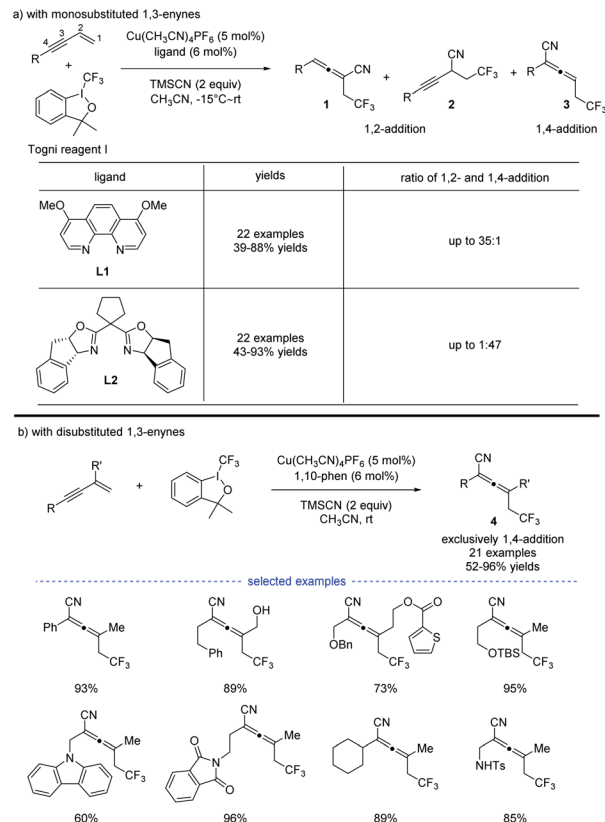 a) with monosubstituted 1,3-enynes
4 3 2 1
R
+
CF3
I
O
Togni reagent I
Cu(CH3CN)4PF6 (5 mol%)
ligand (6 mol%)
TMSCN (2 equiv)
CH3CN, -15°C~rt
R CN CF3
1
+
CN CF3 R
2
+
CN R CF3
3
1,2-addition
1,4-addition
ligand yields ratio of 1,2- and 1,4-addition
MeO OMe
N N
L1
22 examples
39-88% yields
up to 35:1
O O
N N
L2
22 examples
43-93% yields
up to 1:47
b) with disubstituted 1,3-enynes
R'
R
+
CF3
I
O
Cu(CH3CN)4PF6 (5 mol%)
1,10-phen (6 mol%)
TMSCN (2 equiv)
CH3CN, rt
CN
R R'
CF3
4
exclusively 1,4-addition
21 examples
52-96% yields
selected examples
CN
Ph Me
CF3
93%
CN OH
Ph CF3
89%
CN O O
OBn S
CF3
73%
CN Me
OTBS CF3
95%
CN
N Me
CF3
60%
CN
O Me
N
O CF3
96%
CN
Me
CF3
89%
CN
Me
NHTs
CF3
85%